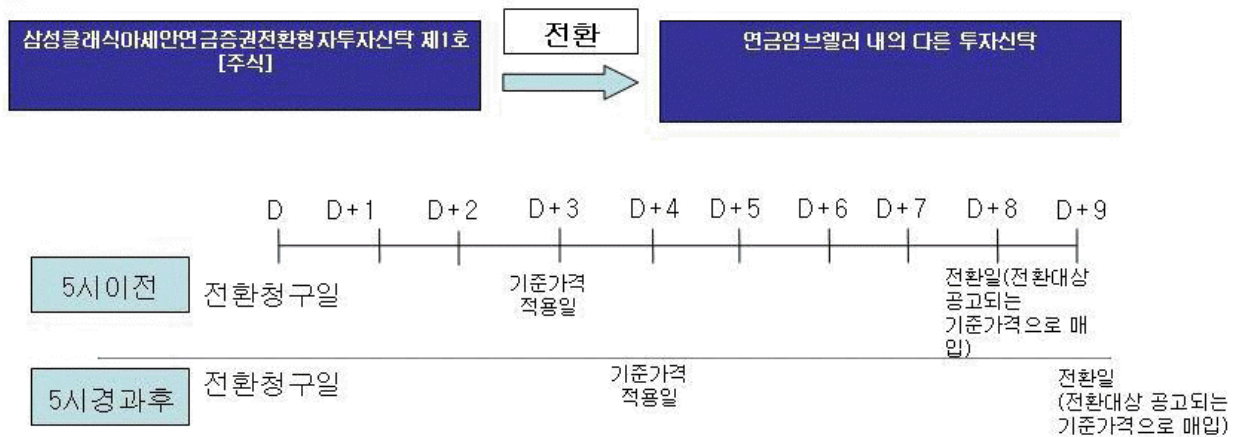 삼성클래식아세안연금증권전환형자투자신탁 제1호
[주식]
전환
연금엄브렐러 내의 다른 투자신탁
D D+1 D+2 D+3 D+4 D+5 D+6 D+7 D+8 D+9
5시이전
전환청구일
기준가격
적용일
전환일(전환대상
공고되는
기준가격으로 매
입)
5시경과후
전환청구일
기준가격
적용일
전환일
(전환대상 공고되는
기준가격으로 매입)